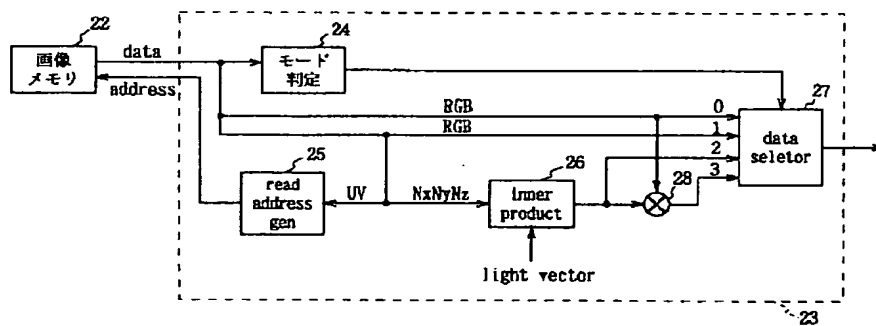 22
画像
メモリ
data
address
24
モード
判定
RGB
RGB
0
1
2
3
27
data
seletor
25
read
address
gen
UV
NxNyNz
26
inner
product
28
light vector
23